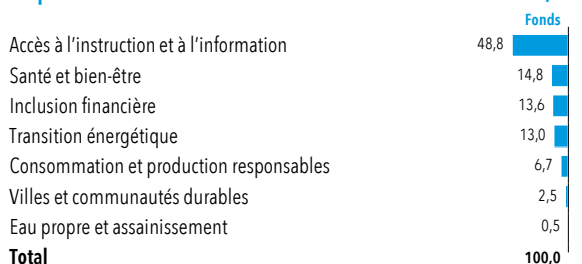 Fonds
Accès à l'instruction et à l'information 48,8
Santé et bien-être 14,8
Inclusion financière 13,6
Transition énergétique 13,0
Consommation et production responsables 6,7
Villes et communautés durables 2,5
Eau propre et assainissement 0,5
Total 100,0